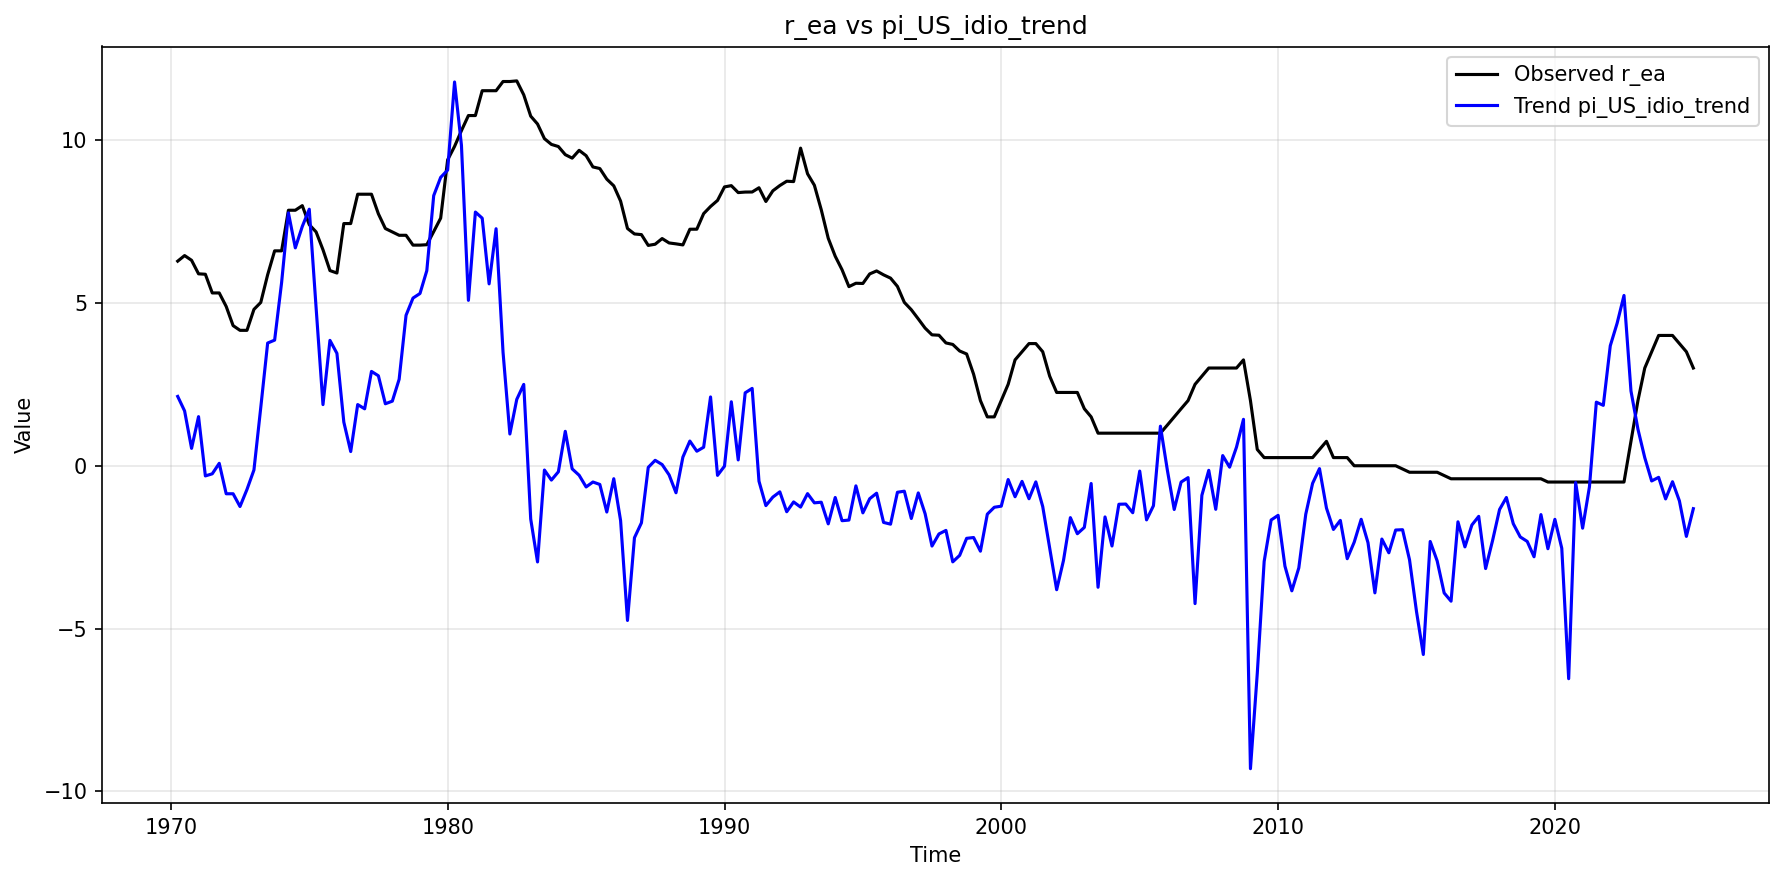 r_ea vs pi_US_idio_trend
Observed r_ea
Trend pi_US_idio_trend
Value
10
5
0
−5
−10
1970
1980
1990
2000
2010
2020
Time